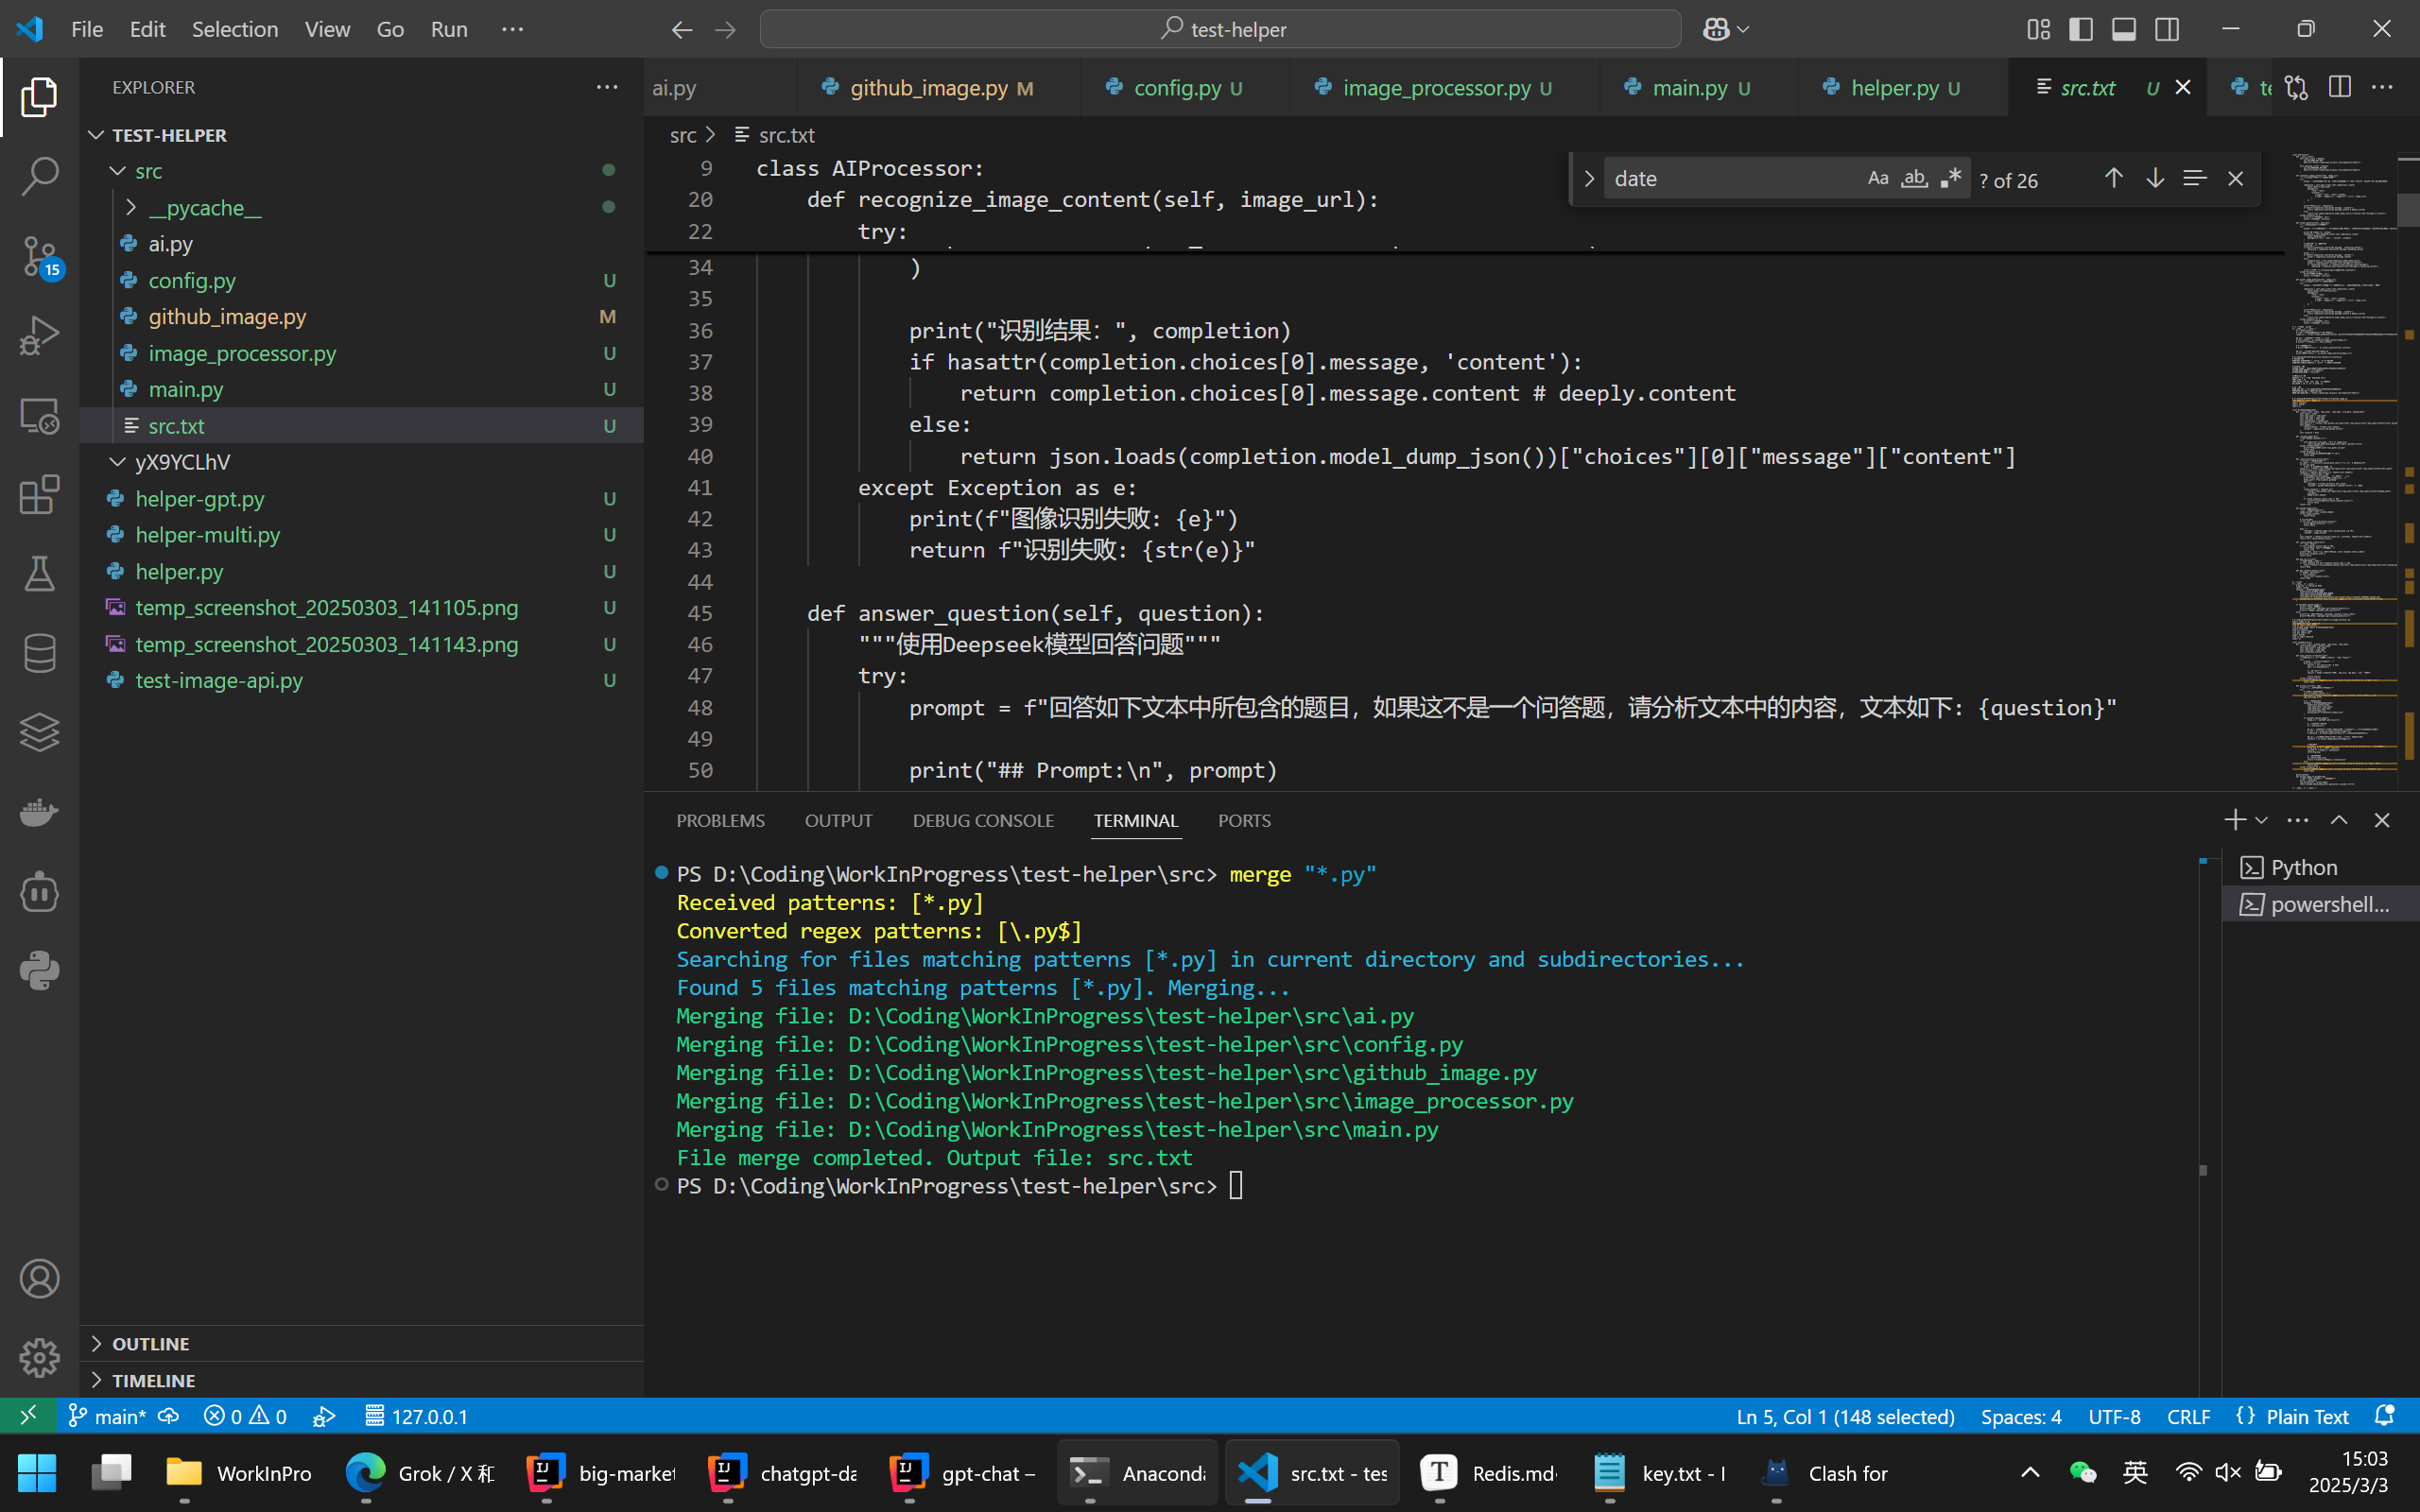 File Edit Selection View Go Run ···
test-helper
EXPLORER ···
TEST-HELPER
src
__pycache__
ai.py
config.py U
github_image.py M
image_processor.py U
main.py U
src.txt U
yX9YCLhV
helper-gpt.py U
helper-multi.py U
helper.py U
temp_screenshot_20250303_141105.png U
temp_screenshot_20250303_141143.png U
test-image-api.py U
15
OUTLINE
TIMELINE
ai.py github_image.py M config.py U image_processor.py U main.py U helper.py U src.txt U te
src > src.txt
date Aa ab .* ? of 26
9 class AIProcessor:
20 def recognize_image_content(self, image_url):
22 try:
34 )
35
36 print("识别结果：", completion)
37 if hasattr(completion.choices[0].message, 'content'):
38 return completion.choices[0].message.content # deeply.content
39 else:
40 return json.loads(completion.model_dump_json())["choices"][0]["message"]["content"]
41 except Exception as e:
42 print(f"图像识别失败: {e}")
43 return f"识别失败: {str(e)}"
44
45 def answer_question(self, question):
46 """使用Deepseek模型回答问题"""
47 try:
48 prompt = f"回答如下文本中所包含的题目，如果这不是一个问答题，请分析文本中的内容，文本如下: {question}"
49
50 print("## Prompt:\n", prompt)
PROBLEMS OUTPUT DEBUG CONSOLE TERMINAL PORTS
PS D:\Coding\WorkInProgress\test-helper\src> merge "*.py"
Received patterns: [*.py]
Converted regex patterns: [\.py$]
Searching for files matching patterns [*.py] in current directory and subdirectories...
Found 5 files matching patterns [*.py]. Merging...
Merging file: D:\Coding\WorkInProgress\test-helper\src\ai.py
Merging file: D:\Coding\WorkInProgress\test-helper\src\config.py
Merging file: D:\Coding\WorkInProgress\test-helper\src\github_image.py
Merging file: D:\Coding\WorkInProgress\test-helper\src\image_processor.py
Merging file: D:\Coding\WorkInProgress\test-helper\src\main.py
File merge completed. Output file: src.txt
PS D:\Coding\WorkInProgress\test-helper\src>
Python
powershell...
main* 0 0 127.0.0.1 Ln 5, Col 1 (148 selected) Spaces: 4 UTF-8 CRLF {} Plain Text
WorkInPro Grok / X 和 big-market chatgpt-da gpt-chat – Anaconda src.txt - tes Redis.md- key.txt - Clash for 英 15:03
2025/3/3